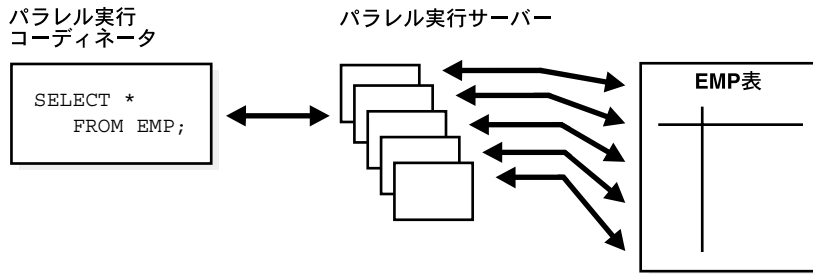 パラレル実行
コーディネータ
パラレル実行サーバー
SELECT *
FROM EMP;
EMP表